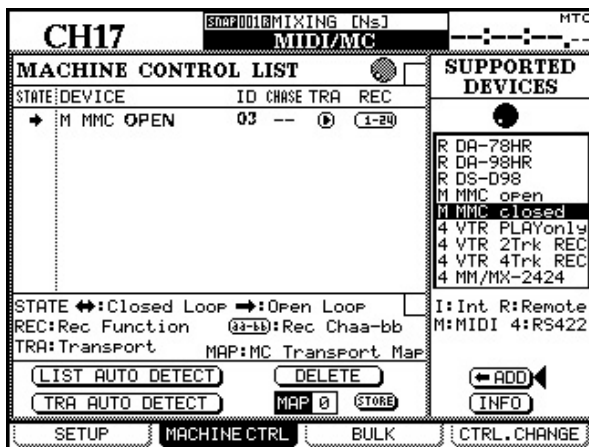 CH17
SNAP001 MIXING [Ns]
MIDI/MC
MTC
--:--:--.--
MACHINE CONTROL LIST
STATE DEVICE ID CHASE TRA REC
➔ M MMC OPEN 03 -- 1-24
SUPPORTED
DEVICES
R DA-78HR
R DA-98HR
R DS-D98
M MMC open
M MMC closed
4 VTR PLAYonly
4 VTR 2Trk REC
4 VTR 4Trk REC
4 MM/MX-2424
STATE ↔:Closed Loop ➔:Open Loop
REC:Rec Function aa-bb:Rec Chaa-bb
TRA:Transport MAP:MC Transport Map
I:Int R:Remote
M:MIDI 4:RS422
LIST AUTO DETECT DELETE
TRA AUTO DETECT MAP 0 STORE
←ADD
INFO
SETUP MACHINE CTRL BULK CTRL.CHANGE